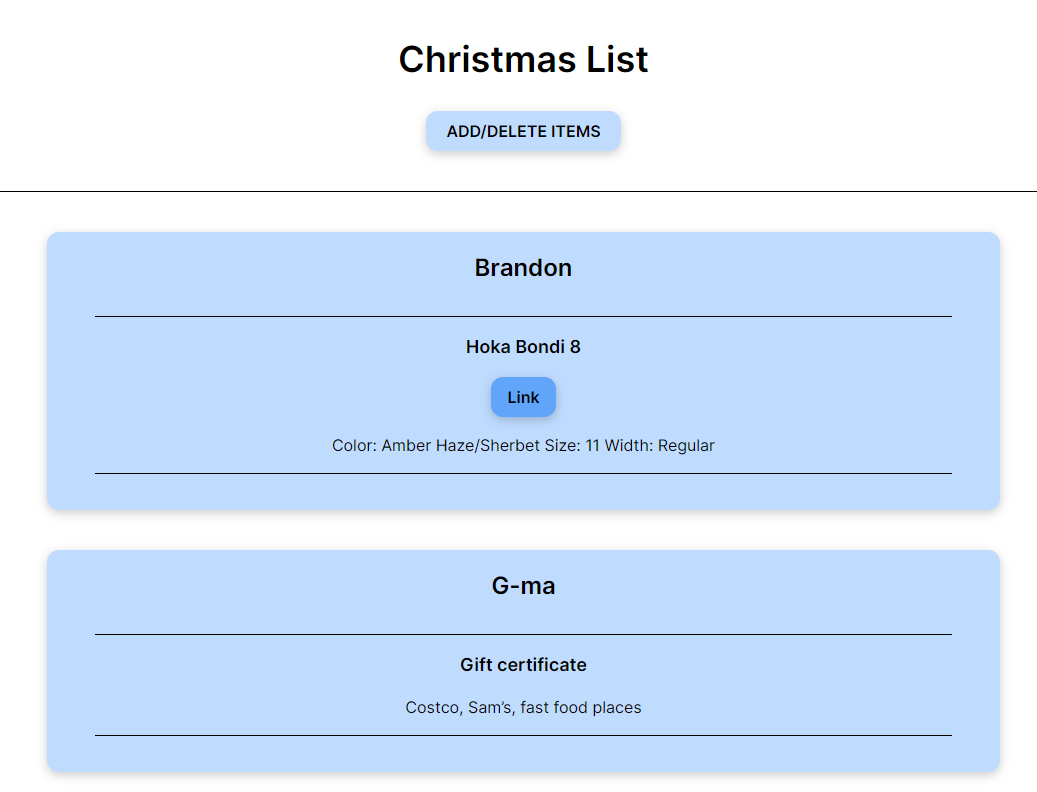 Christmas List
ADD/DELETE ITEMS
Brandon
Hoka Bondi 8
Link
Color: Amber Haze/Sherbet Size: 11 Width: Regular
G-ma
Gift certificate
Costco, Sam’s, fast food places